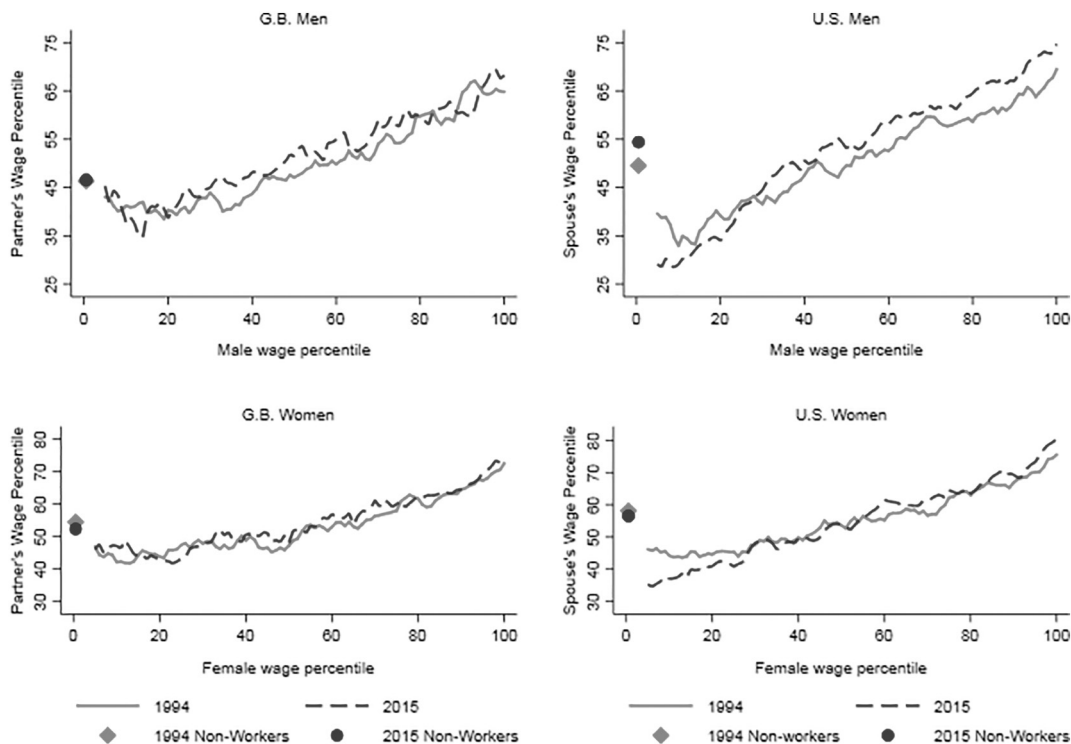 G.B. Men
Partner's Wage Percentile
75
65
55
45
35
25
0 20 40 60 80 100
Male wage percentile
U.S. Men
Spouse's Wage Percentile
75
65
55
45
35
25
0 20 40 60 80 100
Male wage percentile
G.B. Women
Partner's Wage Percentile
80
70
60
50
40
30
0 20 40 60 80 100
Female wage percentile
U.S. Women
Spouse's Wage Percentile
80
70
60
50
40
30
0 20 40 60 80 100
Female wage percentile
1994 2015
1994 Non-Workers 2015 Non-Workers
1994 2015
1994 Non-workers 2015 Non-Workers